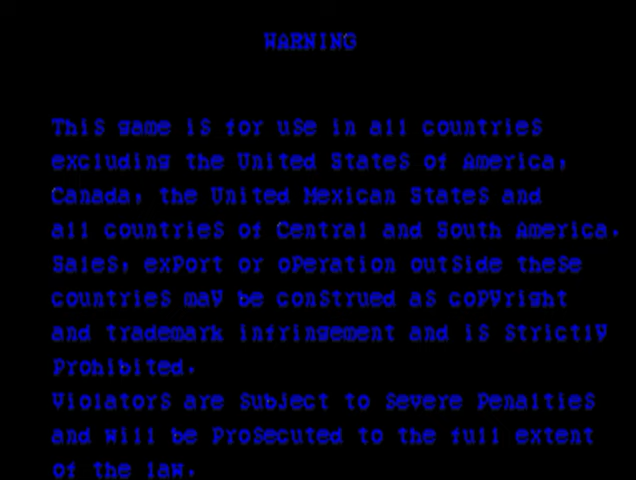 WARNING
This game is for use in all countries
excluding the United States of America,
Canada, the United Mexican States and
all countries of Central and South America.
Sales, export or operation outside these
countries may be construed as copyright
and trademark infringement and is strictly
prohibited.
Violators are subject to severe penalties
and will be prosecuted to the full extent
of the law.